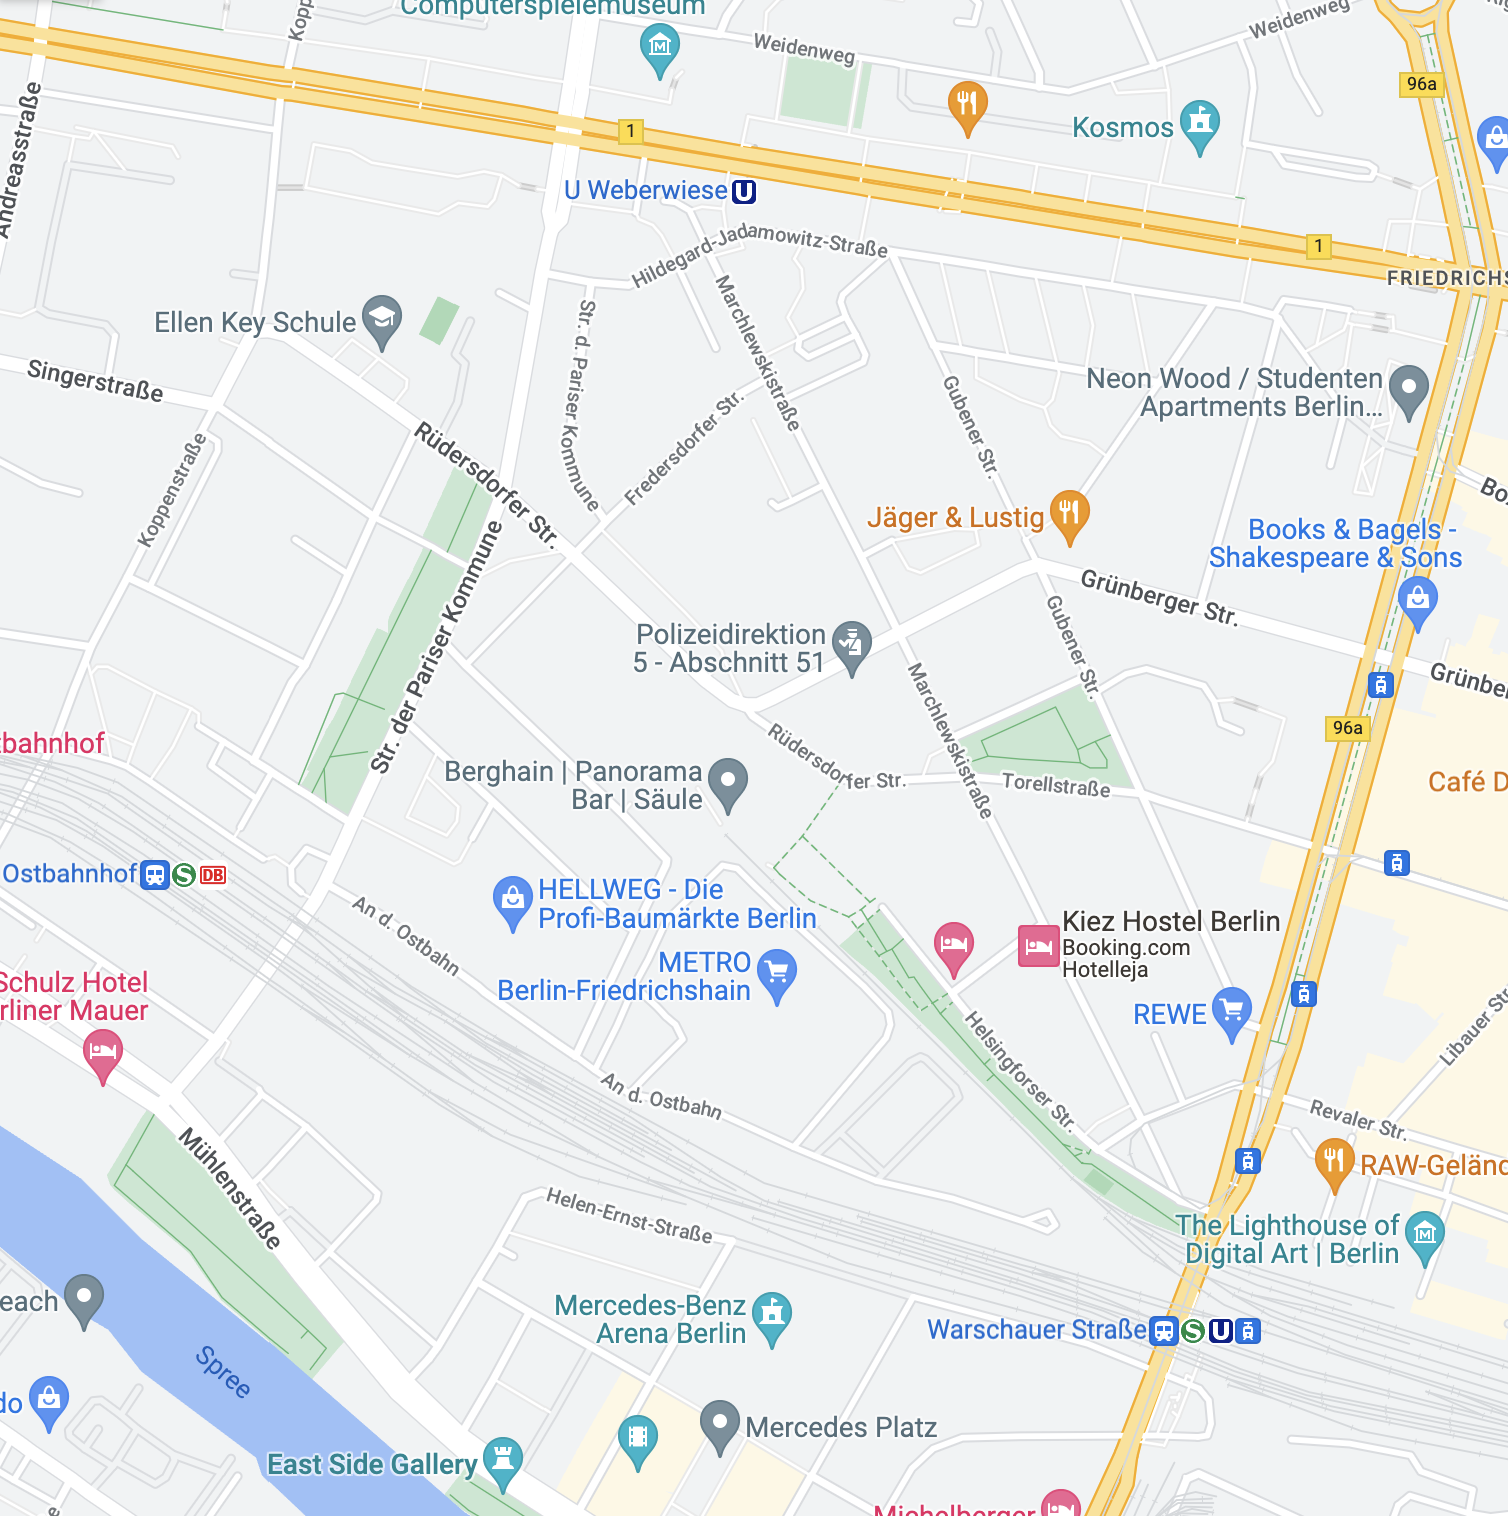 Computerspielemuseum
Kopp
Weidenweg
Weidenweg
96a
Kosmos
1
Andreasstraße
U Weberwiese
U
1
Hildegard-Jadamowitz-Straße
FRIEDRICHS
Ellen Key Schule
Str. d. Pariser Kommune
Marchlewskistraße
Singerstraße
Gubener Str.
Neon Wood / Studenten
Apartments Berlin...
Fredersdorfer Str.
Rüdersdorfer Str.
Koppenstraße
Jäger & Lustig
Books & Bagels -
Shakespeare & Sons
Str. der Pariser Kommune
Grünberger Str.
Gubener Str.
Polizeidirektion
5 - Abschnitt 51
Marchlewskistraße
Grünber
96a
tbahnhof
Rüdersdorfer Str.
Torellstraße
Berghain | Panorama
Bar | Säule
Café D
Ostbahnhof
S
DB
HELLWEG - Die
Profi-Baumärkte Berlin
An d. Ostbahn
Kiez Hostel Berlin
Booking.com
Hotelleja
METRO
Berlin-Friedrichshain
Schulz Hotel
rliner Mauer
REWE
Libauer Str
Helsingforser Str.
An d. Ostbahn
Revaler Str.
RAW-Geländ
Mühlenstraße
Helen-Ernst-Straße
The Lighthouse of
Digital Art | Berlin
each
Mercedes-Benz
Arena Berlin
Warschauer Straße
S
U
Spree
do
Mercedes Platz
East Side Gallery
Michelberger